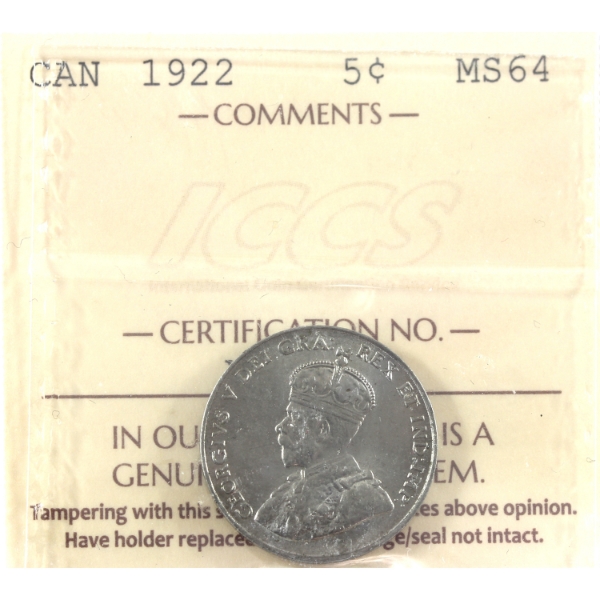 CAN 1922 5¢ MS64
—COMMENTS—
ICCS
—CERTIFICATION NO.—
GEORGIVS V DEI GRA: REX ET IND:IMP:
IN OU IS A
GENUI EM.
Tampering with this s es above opinion.
Have holder replace ge/seal not intact.